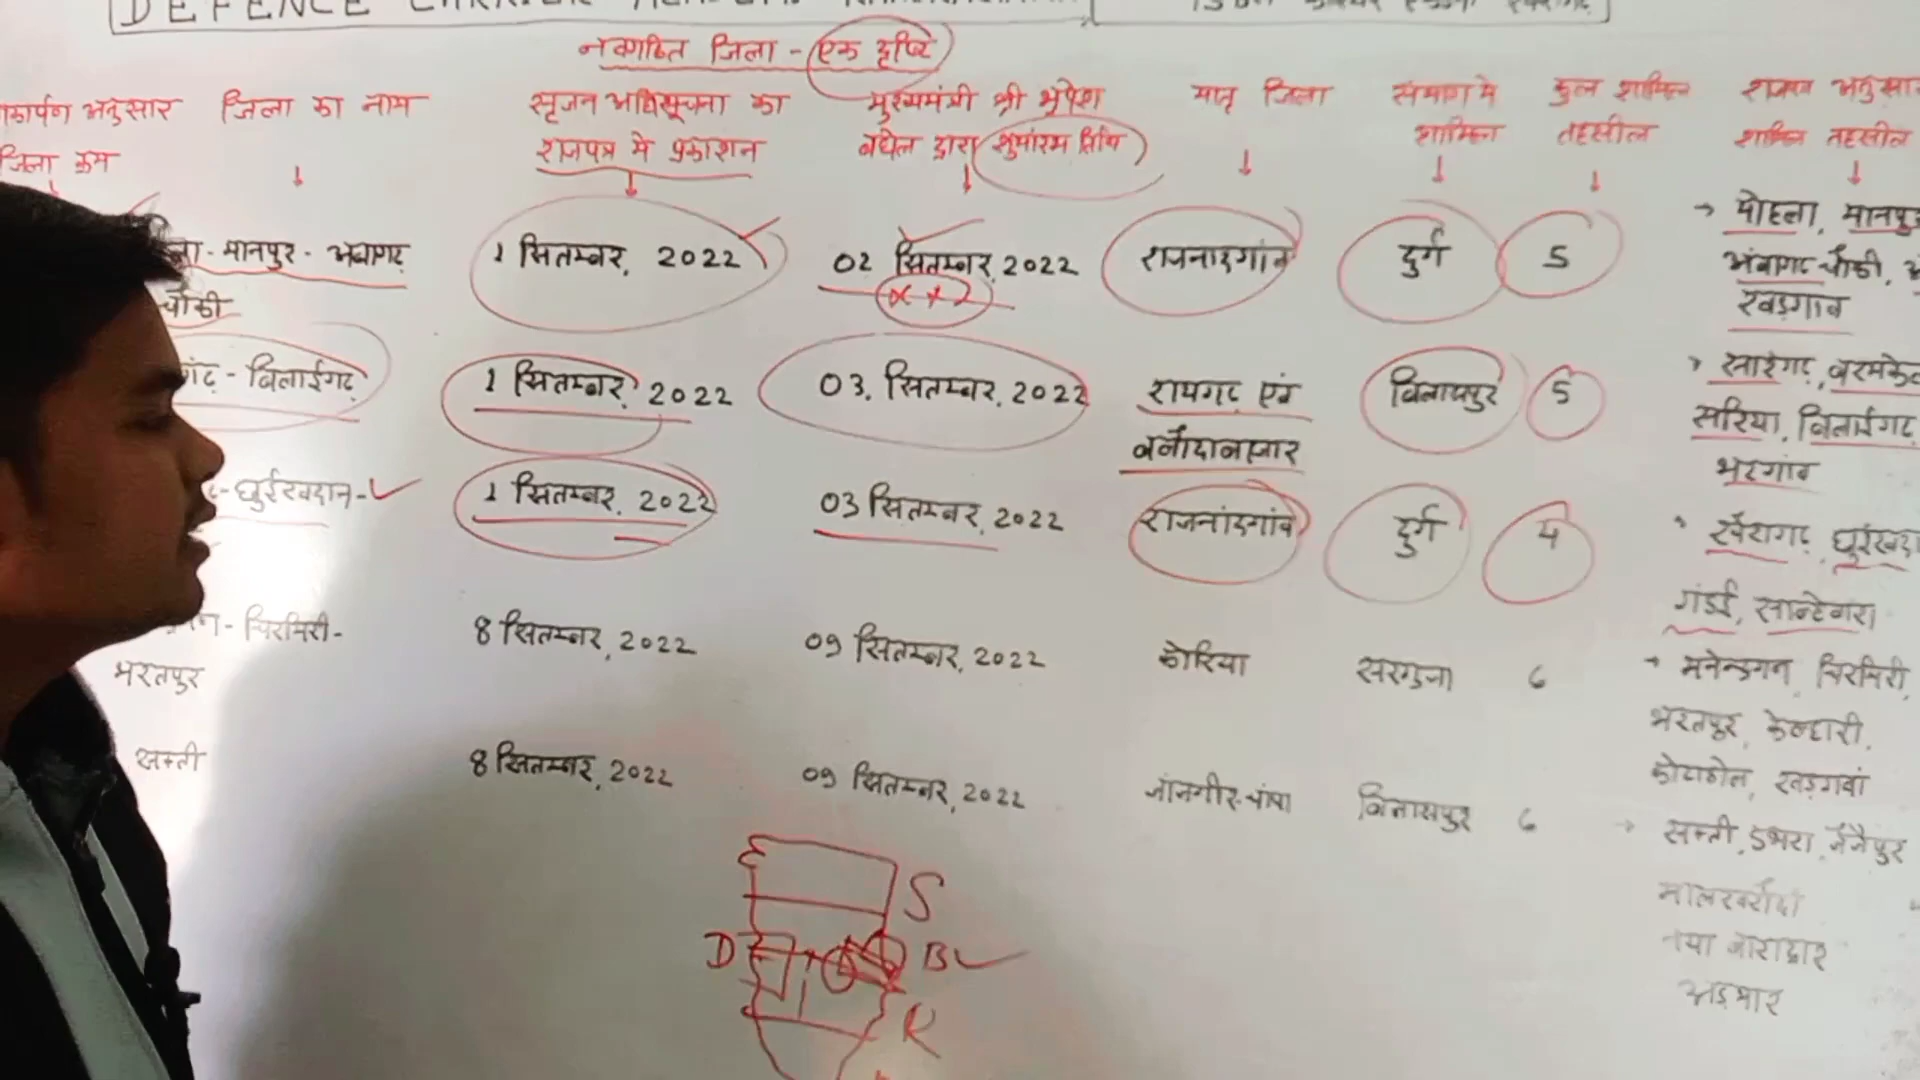 DEFENCE
नवगठित जिला - एक दृष्टि
अनुसार जिला का नाम सृजन अधिसूचना का मुख्यमंत्री श्री भूपेश मातृ जिला संभाग मे कुल शामिल राजपत्र अनुसार
जिला क्रम राजपत्र मे प्रकाशन बघेल द्वारा शुभारंभ तिथि शामिल तहसील शामिल तहसील
मानपुर - अंबागढ़ 1 सितम्बर, 2022 02 सितम्बर, 2022 राजनादगांव दुर्ग 5 → मोहला, मानपुर
चौकी अंबागढ़ चौकी,
खड़गांव
- बिलाईगढ़ 1 सितम्बर, 2022 03, सितम्बर, 2022 रायगढ़ एवं बिलासपुर 5 सारंगढ़, बरमकेला
बलौदाबाजार सरिया, बिलाईगढ़,
भटगांव
- छुईखदान - 1 सितम्बर, 2022 03 सितम्बर, 2022 राजनांदगांव दुर्ग 4 खैरागढ़, छुईखदा
गंडई, साल्हेवारा
- चिरमिरी - 8 सितम्बर, 2022 09 सितम्बर, 2022 कोरिया सरगुजा 6 → मनेन्द्रगढ़, चिरमिरी,
भरतपुर भरतपुर, केल्हारी,
कोटाडोल, खड़गवां
सक्ती 8 सितम्बर, 2022 09 सितम्बर, 2022 जांजगीर-चांपा बिलासपुर 6 → सक्ती, डभरा, जैजैपुर
मालखरौदा
नया बाराद्वार
अड़भार
S
D B
R